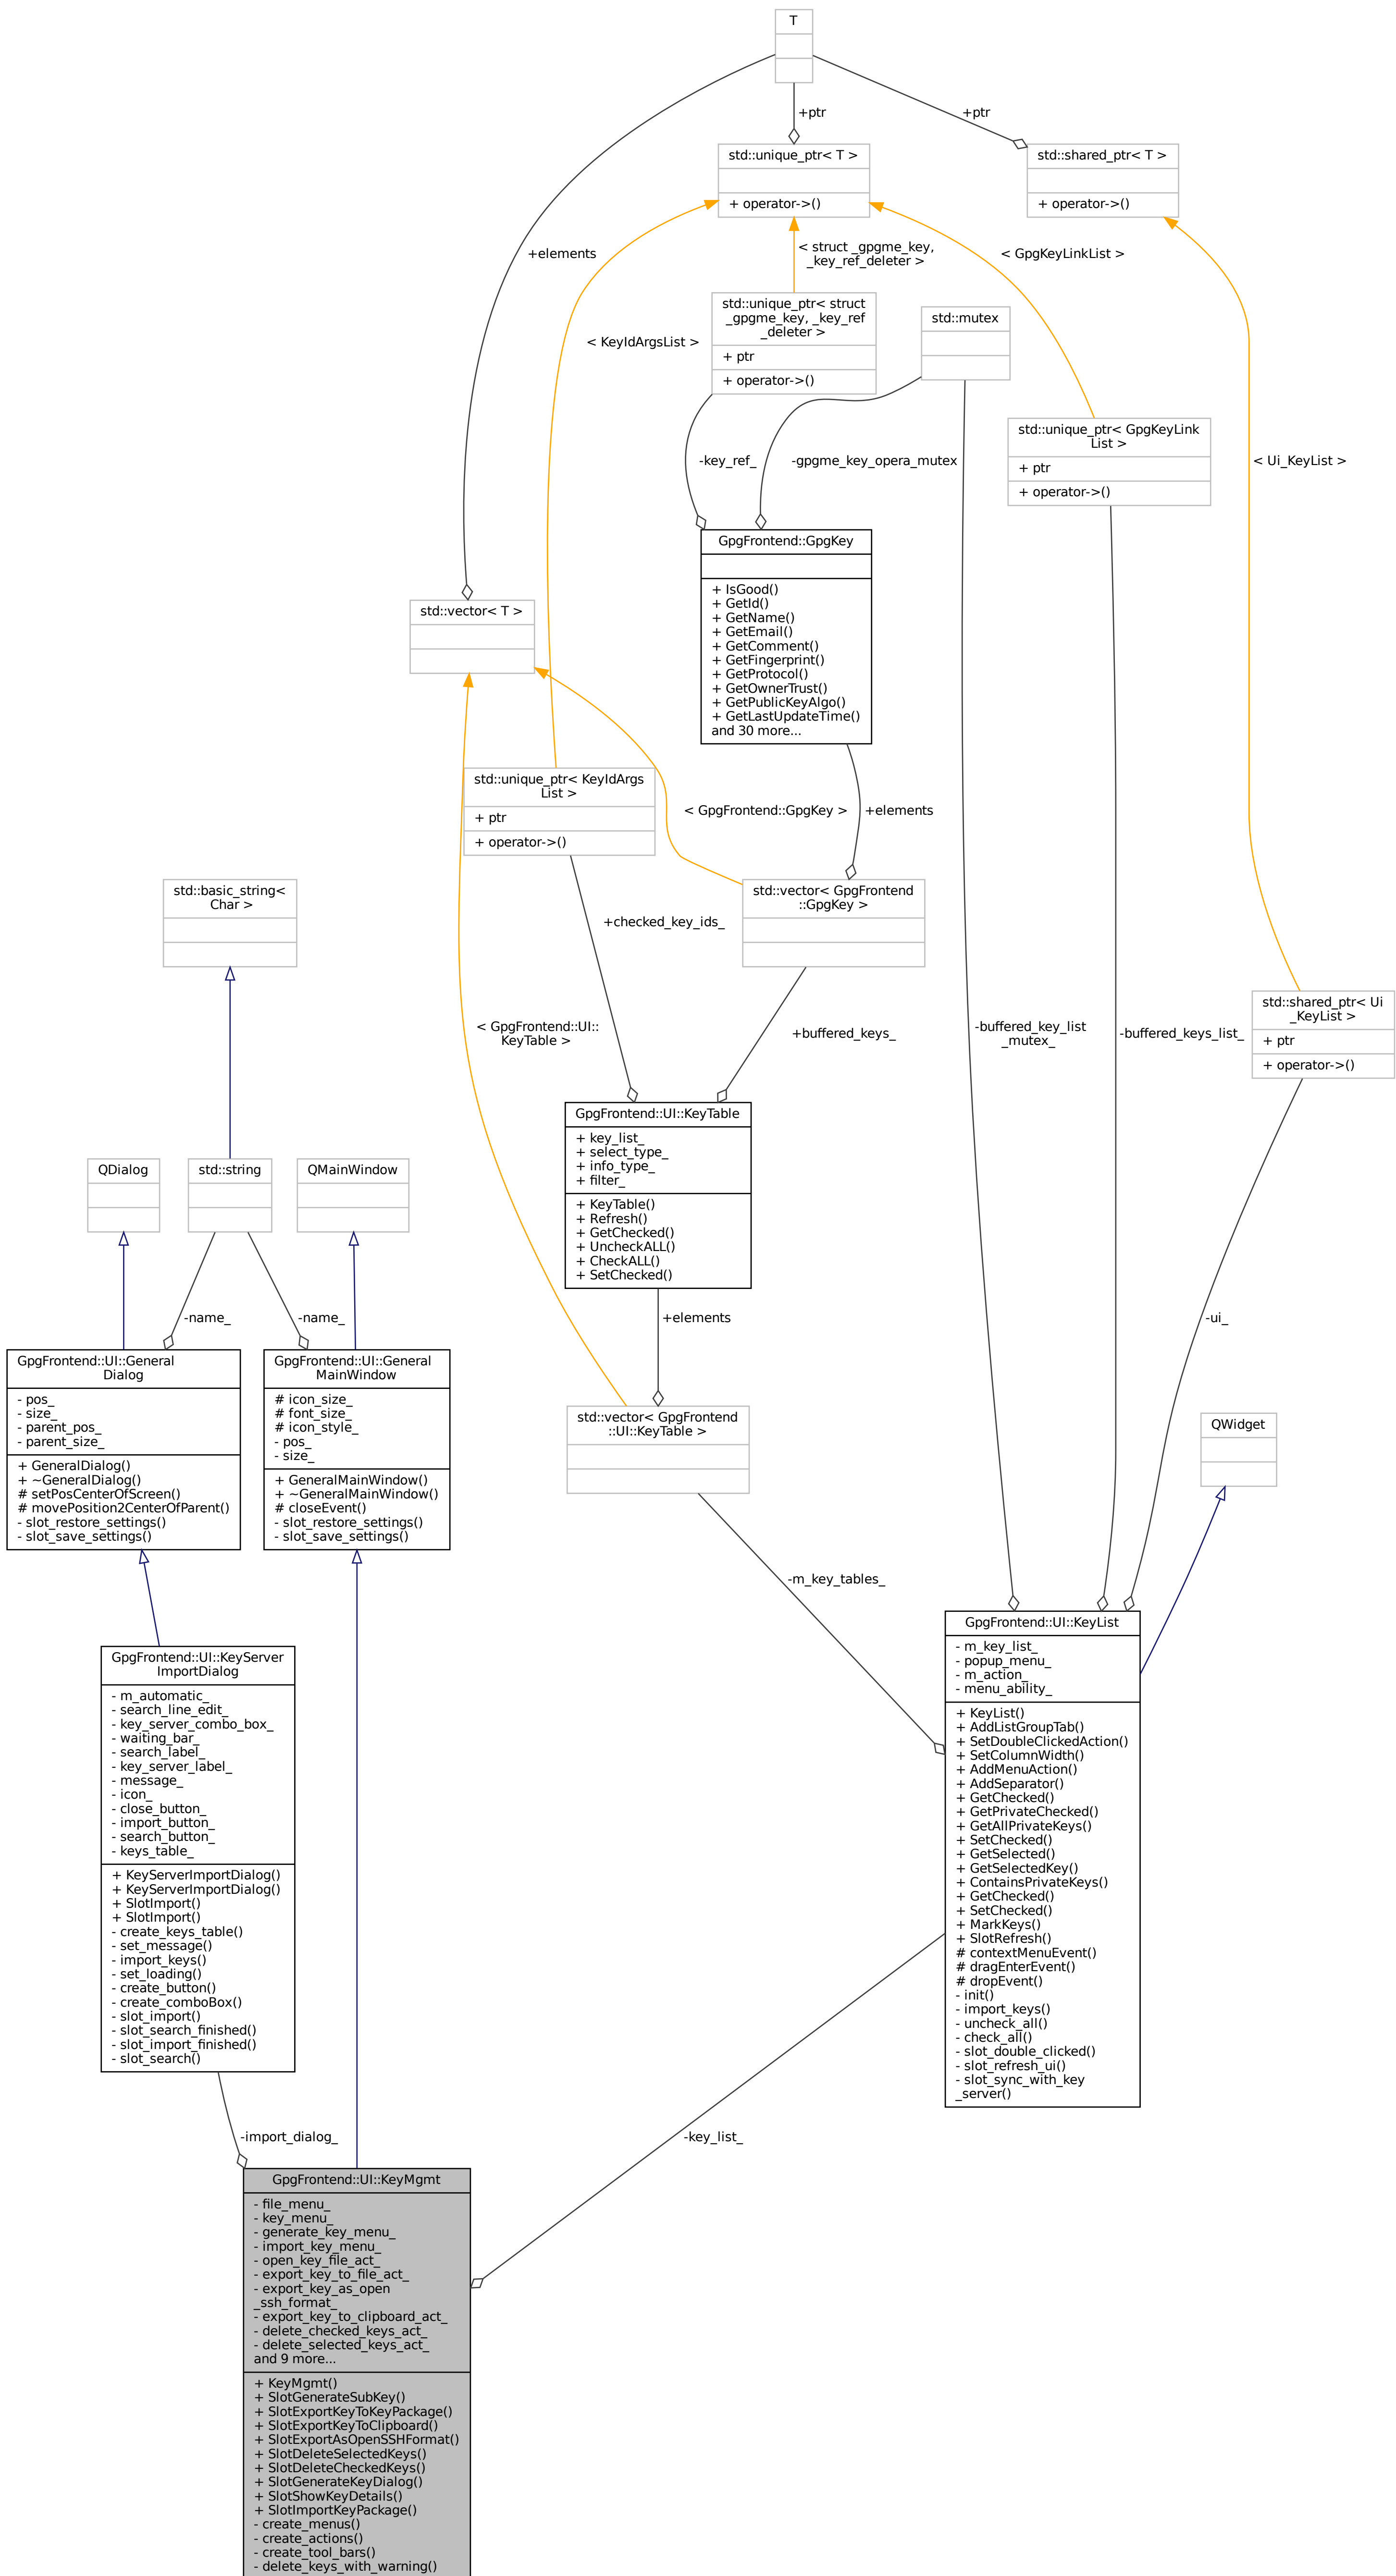 T
+ptr
+ptr
std::unique_ptr< T >
+ operator->()
std::shared_ptr< T >
+ operator->()
+elements
< struct _gpgme_key,
_key_ref_deleter >
< GpgKeyLinkList >
std::unique_ptr< struct
_gpgme_key, _key_ref
_deleter >
+ ptr
+ operator->()
std::mutex
< KeyIdArgsList >
std::unique_ptr< GpgKeyLink
List >
+ ptr
+ operator->()
-key_ref_
-gpgme_key_opera_mutex
< Ui_KeyList >
GpgFrontend::GpgKey
+ IsGood()
+ GetId()
+ GetName()
+ GetEmail()
+ GetComment()
+ GetFingerprint()
+ GetProtocol()
+ GetOwnerTrust()
+ GetPublicKeyAlgo()
+ GetLastUpdateTime()
and 30 more...
std::vector< T >
std::unique_ptr< KeyIdArgs
List >
+ ptr
+ operator->()
< GpgFrontend::GpgKey >
+elements
std::basic_string<
Char >
std::vector< GpgFrontend
::GpgKey >
+checked_key_ids_
< GpgFrontend::UI::
KeyTable >
+buffered_keys_
-buffered_key_list
_mutex_
-buffered_keys_list_
std::shared_ptr< Ui
_KeyList >
+ ptr
+ operator->()
GpgFrontend::UI::KeyTable
+ key_list_
+ select_type_
+ info_type_
+ filter_
+ KeyTable()
+ Refresh()
+ GetChecked()
+ UncheckALL()
+ CheckALL()
+ SetChecked()
QDialog
std::string
QMainWindow
-name_
-name_
+elements
-ui_
GpgFrontend::UI::General
Dialog
- pos_
- size_
- parent_pos_
- parent_size_
+ GeneralDialog()
+ ~GeneralDialog()
# setPosCenterOfScreen()
# movePosition2CenterOfParent()
- slot_restore_settings()
- slot_save_settings()
GpgFrontend::UI::General
MainWindow
# icon_size_
# font_size_
# icon_style_
- pos_
- size_
+ GeneralMainWindow()
+ ~GeneralMainWindow()
# closeEvent()
- slot_restore_settings()
- slot_save_settings()
std::vector< GpgFrontend
::UI::KeyTable >
QWidget
-m_key_tables_
GpgFrontend::UI::KeyList
- m_key_list_
- popup_menu_
- m_action_
- menu_ability_
+ KeyList()
+ AddListGroupTab()
+ SetDoubleClickedAction()
+ SetColumnWidth()
+ AddMenuAction()
+ AddSeparator()
+ GetChecked()
+ GetPrivateChecked()
+ GetAllPrivateKeys()
+ SetChecked()
+ GetSelected()
+ GetSelectedKey()
+ ContainsPrivateKeys()
+ GetChecked()
+ SetChecked()
+ MarkKeys()
+ SlotRefresh()
# contextMenuEvent()
# dragEnterEvent()
# dropEvent()
- init()
- import_keys()
- uncheck_all()
- check_all()
- slot_double_clicked()
- slot_refresh_ui()
- slot_sync_with_key
_server()
GpgFrontend::UI::KeyServer
ImportDialog
- m_automatic_
- search_line_edit_
- key_server_combo_box_
- waiting_bar_
- search_label_
- key_server_label_
- message_
- icon_
- close_button_
- import_button_
- search_button_
- keys_table_
+ KeyServerImportDialog()
+ KeyServerImportDialog()
+ SlotImport()
+ SlotImport()
- create_keys_table()
- set_message()
- import_keys()
- set_loading()
- create_button()
- create_comboBox()
- slot_import()
- slot_search_finished()
- slot_import_finished()
- slot_search()
-import_dialog_
-key_list_
GpgFrontend::UI::KeyMgmt
- file_menu_
- key_menu_
- generate_key_menu_
- import_key_menu_
- open_key_file_act_
- export_key_to_file_act_
- export_key_as_open
_ssh_format_
- export_key_to_clipboard_act_
- delete_checked_keys_act_
- delete_selected_keys_act_
and 9 more...
+ KeyMgmt()
+ SlotGenerateSubKey()
+ SlotExportKeyToKeyPackage()
+ SlotExportKeyToClipboard()
+ SlotExportAsOpenSSHFormat()
+ SlotDeleteSelectedKeys()
+ SlotDeleteCheckedKeys()
+ SlotGenerateKeyDialog()
+ SlotShowKeyDetails()
+ SlotImportKeyPackage()
- create_menus()
- create_actions()
- create_tool_bars()
- delete_keys_with_warning()